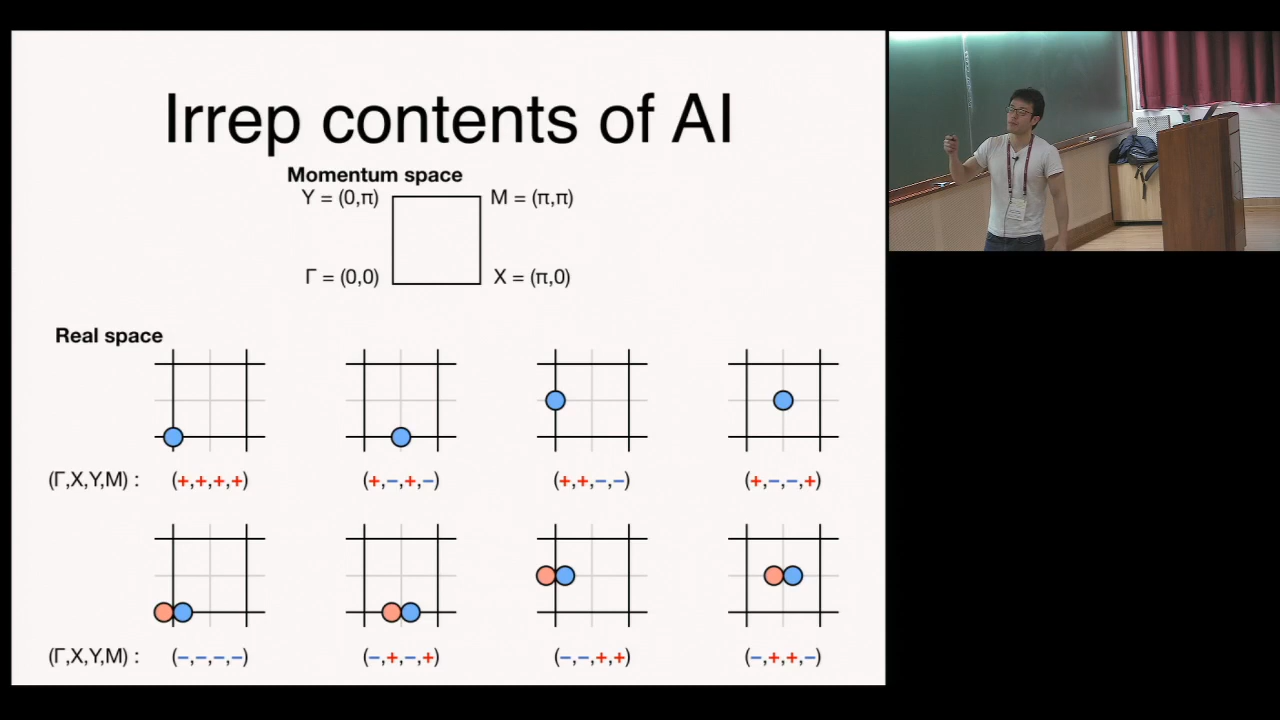 Irrep contents of AI
Momentum space
Y = (0,π) M = (π,π)
Γ = (0,0) X = (π,0)
Real space
(Γ,X,Y,M) : (+,+,+,+) (+,−,+,−) (+,+,−,−) (+,−,−,+)
(Γ,X,Y,M) : (−,−,−,−) (−,+,−,+) (−,−,+,+) (−,+,+,−)